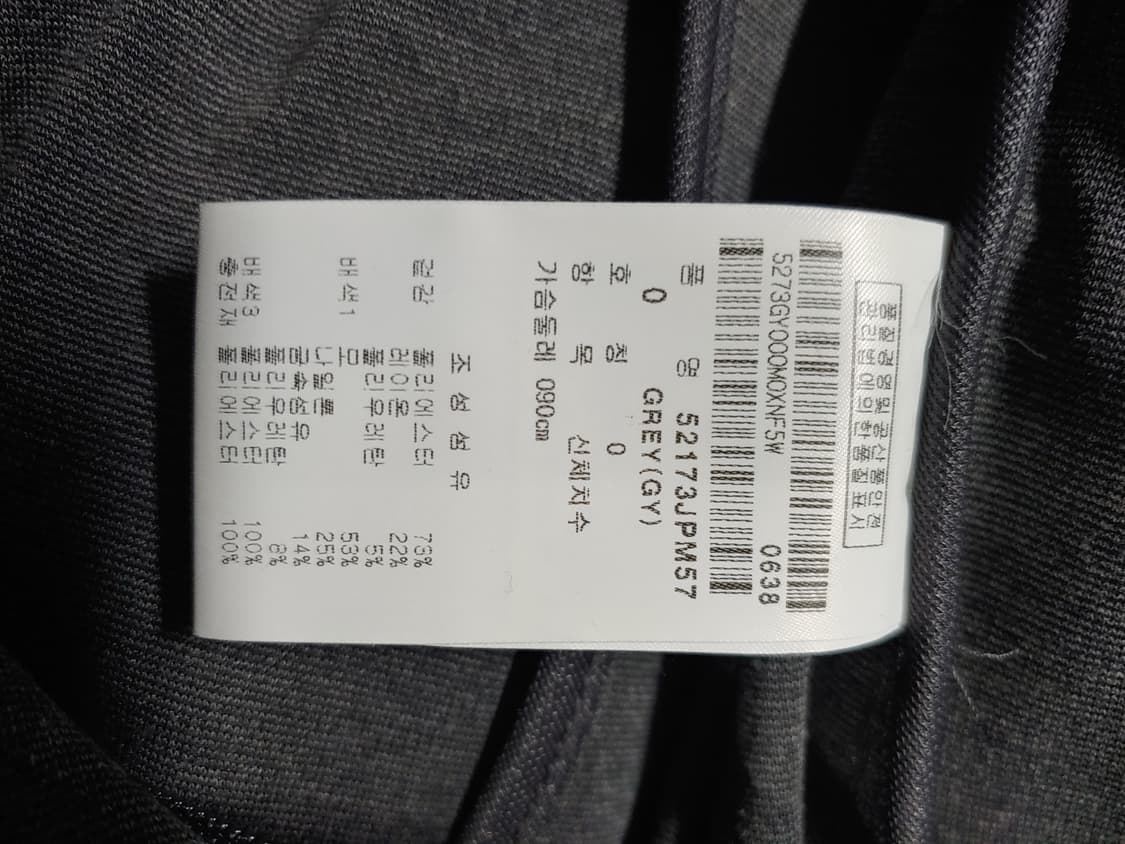 품질경영및공산품안전
관리법에의한품질표시
5273GY000MOXNF5W 0638
품 명 52173JPM57
0 GREY(GY)
호 칭 0
항 목 신체치수
가슴둘레 090cm
조 성 섬 유
겉감 폴리에스터 73%
레이온 22%
폴리우레탄 5%
배색1 모 53%
나일론 25%
금속섬유 14%
폴리우레탄 8%
배색3 폴리에스터 100%
충전재 폴리에스터 100%